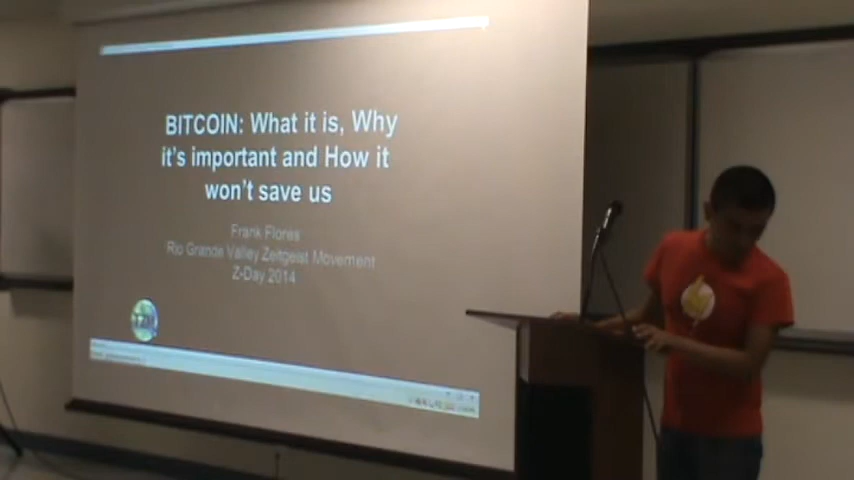 BITCOIN: What it is, Why
it's important and How it
won't save us
Frank Flores
Rio Grande Valley Zeitgeist Movement
Z-Day 2014